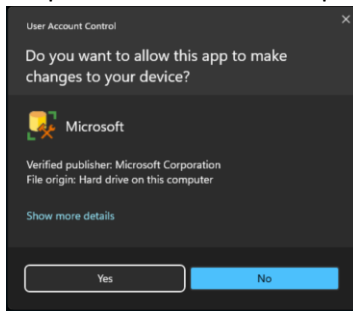 User Account Control
Do you want to allow this app to make
changes to your device?
Microsoft
Verified publisher: Microsoft Corporation
File origin: Hard drive on this computer
Show more details
Yes
No